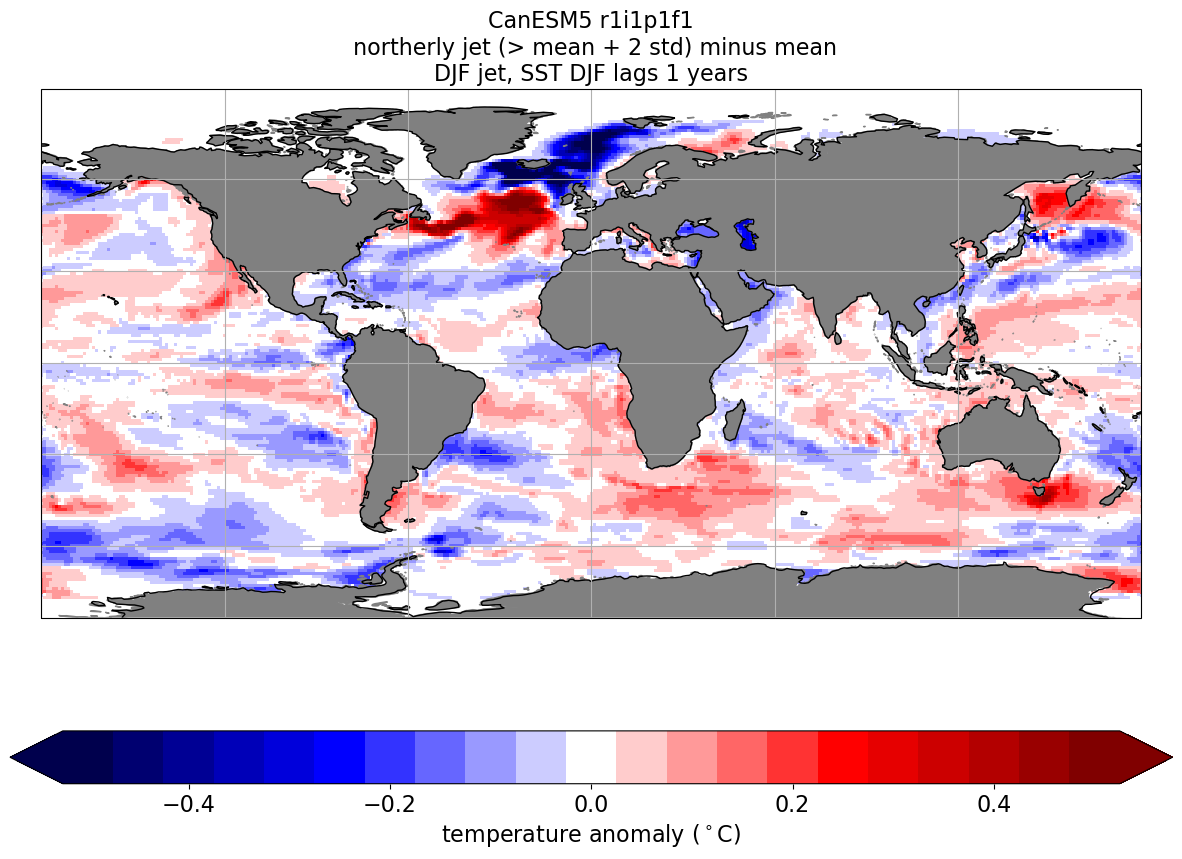 CanESM5 r1i1p1f1
northerly jet (> mean + 2 std) minus mean
DJF jet, SST DJF lags 1 years
−0.4 −0.2 0.0 0.2 0.4
temperature anomaly (°C)